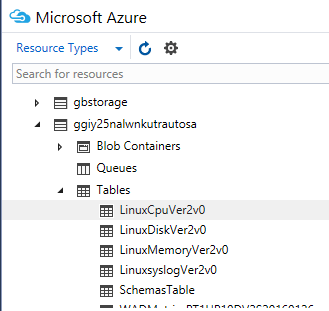 Microsoft Azure
Resource Types
Search for resources
gbstorage
ggiy25nalwnkutrautosa
Blob Containers
Queues
Tables
LinuxCpuVer2v0
LinuxDiskVer2v0
LinuxMemoryVer2v0
LinuxsyslogVer2v0
SchemasTable